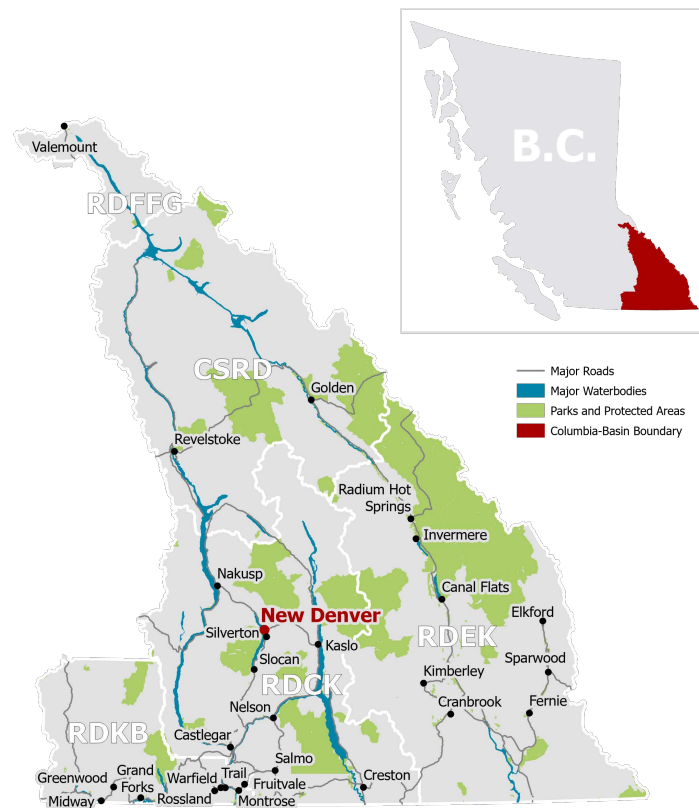 B.C.
Major Roads
Major Waterbodies
Parks and Protected Areas
Columbia-Basin Boundary
Valemount
RDFFG
CSRD
Golden
Revelstoke
Radium Hot
Springs
Invermere
Nakusp
Canal Flats
New Denver
Elkford
Silverton
Kaslo
RDEK
Slocan
Sparwood
RDCK
Kimberley
Nelson
Cranbrook
Fernie
RDKB
Castlegar
Salmo
Greenwood
Grand
Forks
Warfield
Trail
Fruitvale
Creston
Midway
Rossland
Montrose